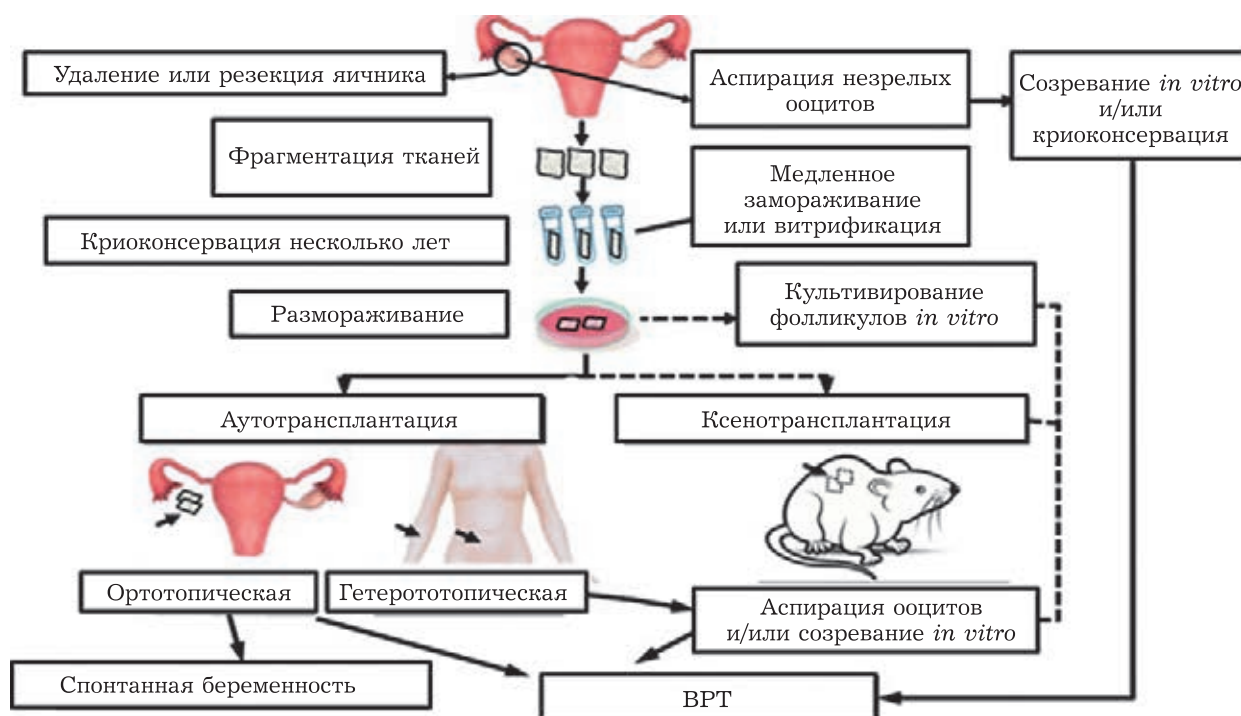 Удаление или резекция яичника
Аспирация незрелых
ооцитов
Созревание in vitro
и/или
криоконсервация
Фрагментация тканей
Медленное
замораживание
или витрификация
Криоконсервация несколько лет
Культивирование
фолликулов in vitro
Размораживание
Аутотрансплантация
Ксенотрансплантация
Ортотопическая
Гетерототопическая
Аспирация ооцитов
и/или созревание in vitro
Спонтанная беременность
ВРТ